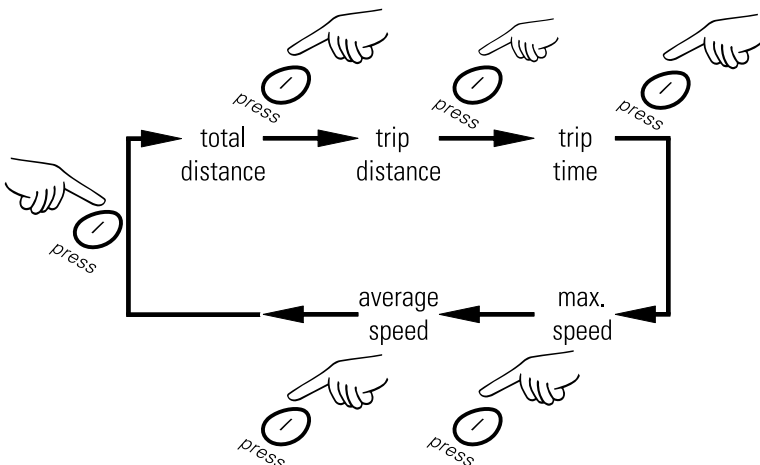 press
press
press
total
distance
trip
distance
trip
time
press
average
speed
max.
speed
press
press